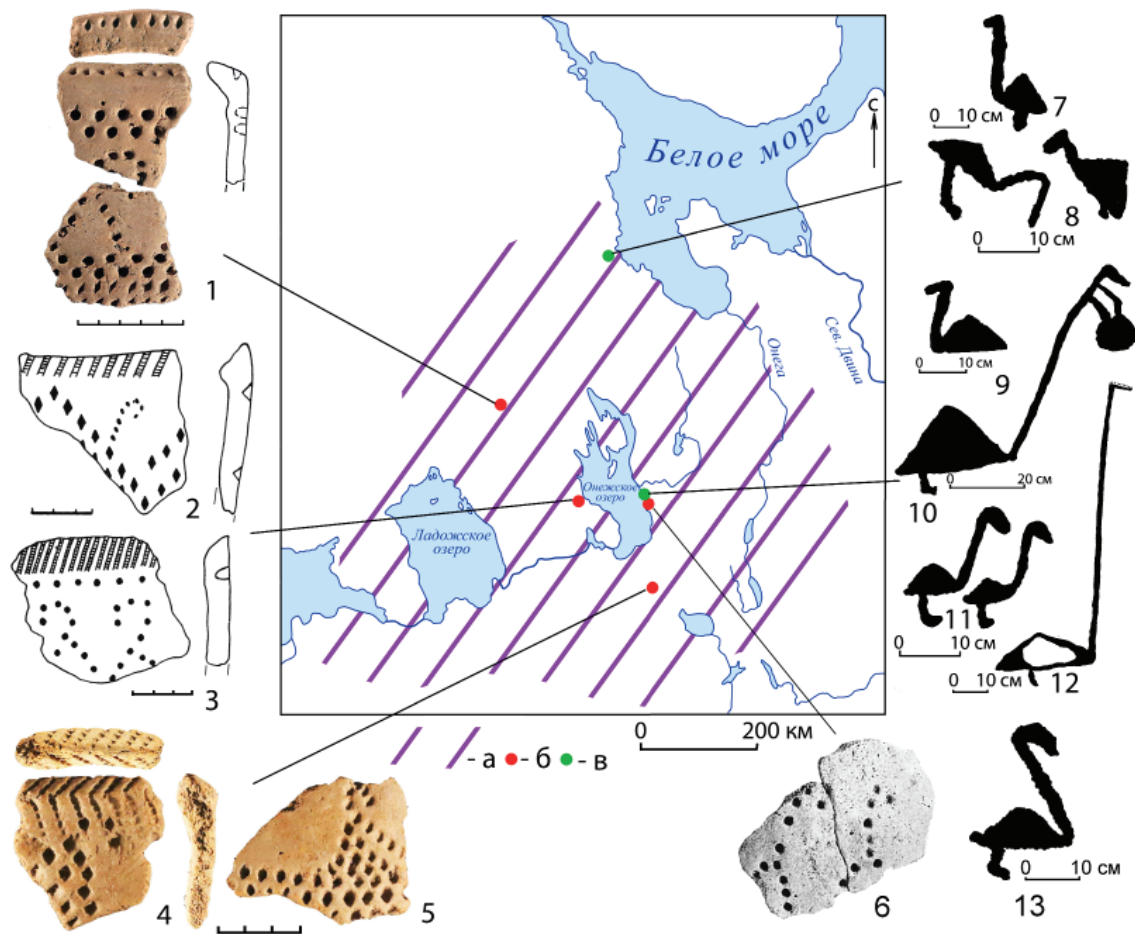 1
2
3
4
5
6
Белое море
с
Онега
Сев. Двина
Онежское
озеро
Ладожское
озеро
0 200 км
- а - б - в
0 10 см
7
8
0 10 см
0 10 см
9
0 20 см
10
11
0 10 см
0 10 см
12
0 10 см
13